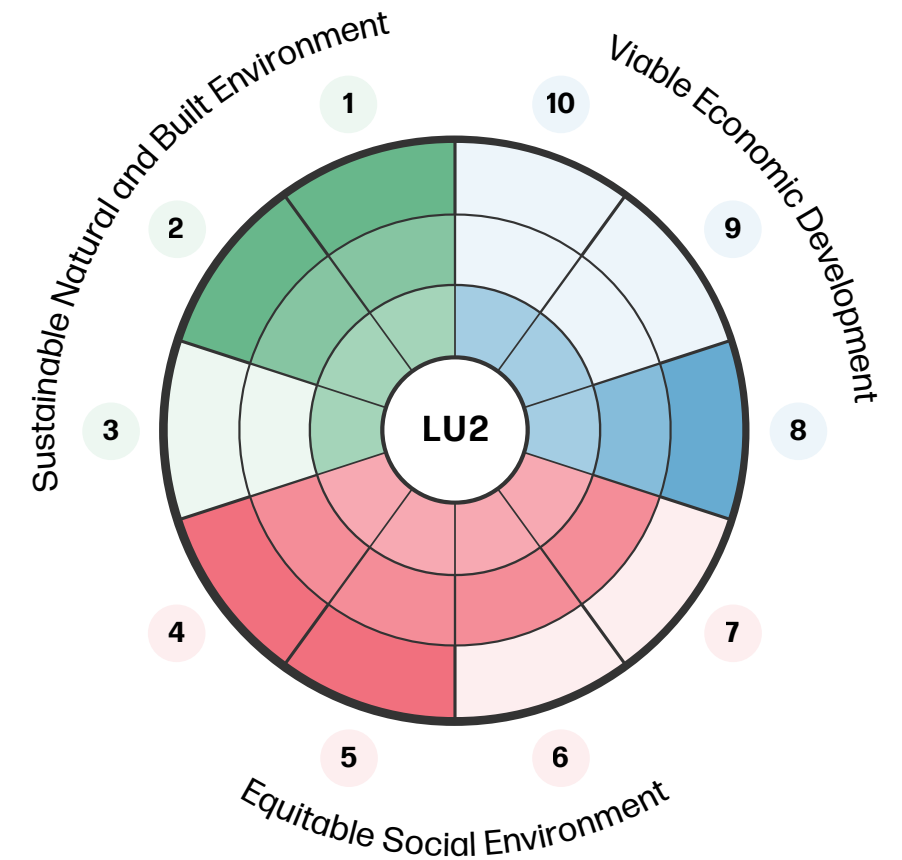 Sustainable Natural and Built Environment
Viable Economic Development
1
10
2
9
3
LU2
8
4
7
5
6
Equitable Social Environment